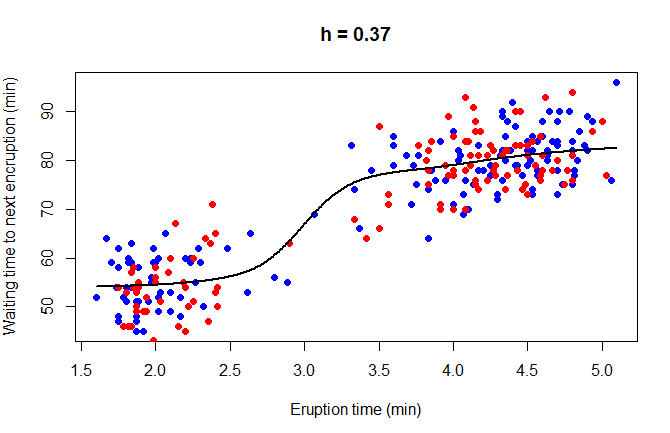 h = 0.37
Waiting time to next encruption (min)
90
80
70
60
50
1.5 2.0 2.5 3.0 3.5 4.0 4.5 5.0
Eruption time (min)